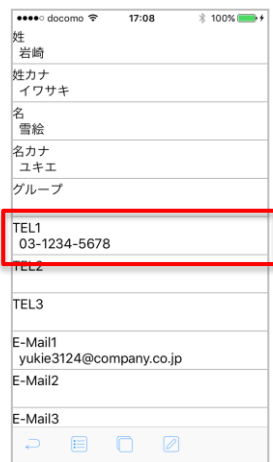 docomo 17:08 100%
姓
岩崎
姓カナ
イワサキ
名
雪絵
名カナ
ユキエ
グループ
TEL1
03-1234-5678
TEL2
TEL3
E-Mail1
yukie3124@company.co.jp
E-Mail2
E-Mail3